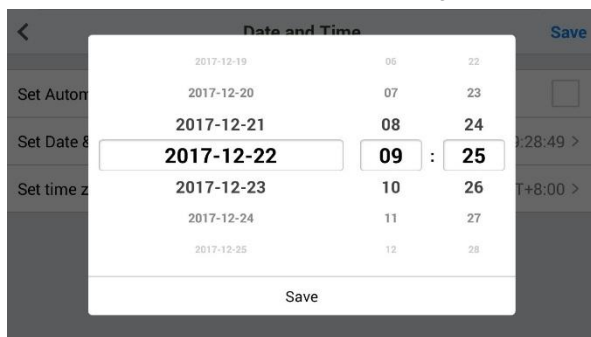 < Date and Time Save
2017-12-19 06 22
Set Autom
2017-12-20 07 23
2017-12-21 08 24
Set Date & 9:28:49 >
2017-12-22 09 : 25
2017-12-23 10 26
Set time z T+8:00 >
2017-12-24 11 27
2017-12-25 12 28
Save